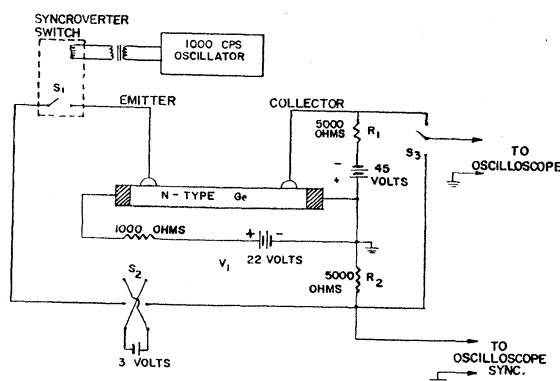 SYNCROVERTER
SWITCH
1000 CPS
OSCILLATOR
S1
EMITTER
COLLECTOR
5000
OHMS
R1
S3
TO
OSCILLOSCOPE
-
+
45
VOLTS
N-TYPE Ge
1000 OHMS
+ -
V1
22 VOLTS
5000
OHMS
R2
S2
3 VOLTS
TO
OSCILLOSCOPE
SYNC.